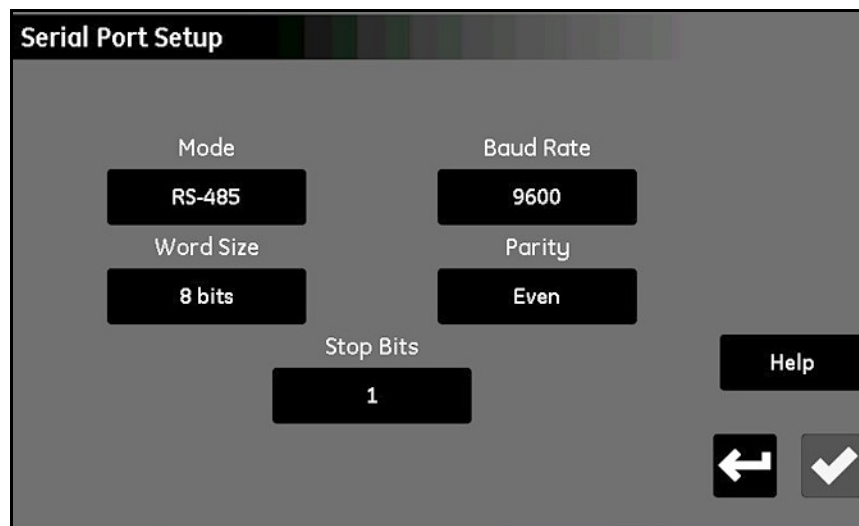 Serial Port Setup
Mode
Baud Rate
RS-485
9600
Word Size
Parity
8 bits
Even
Stop Bits
1
Help